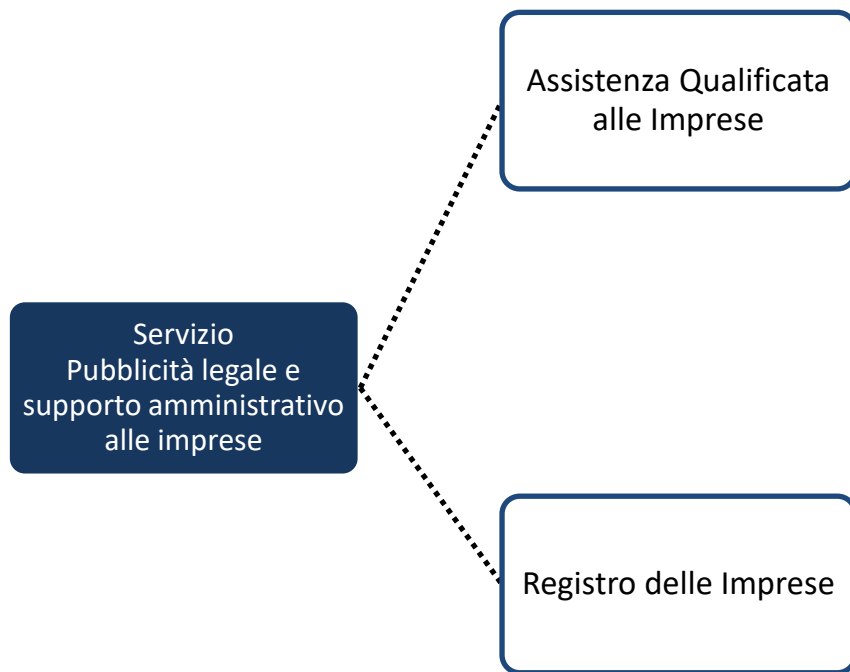 Assistenza Qualificata
alle Imprese
Servizio
Pubblicità legale e
supporto amministrativo
alle imprese
Registro delle Imprese